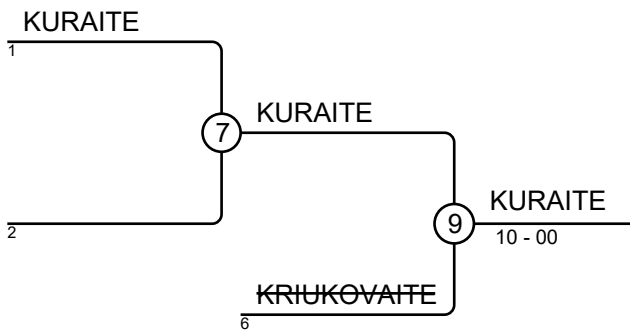 KURAITE
1
KURAITE
7
KURAITE
2
9
10 - 00
KRIUKOVAITE
6